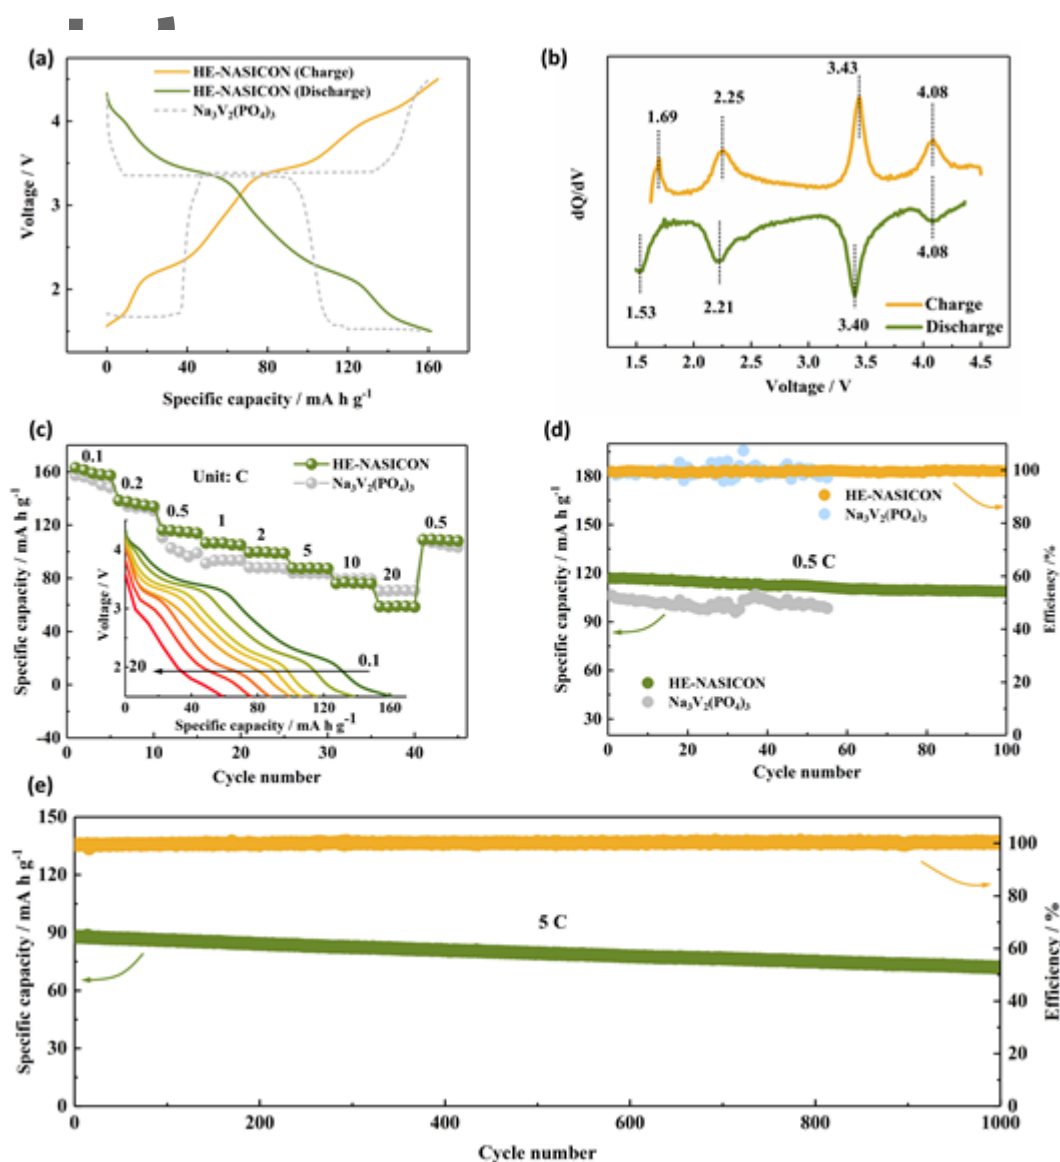 (a)
HE-NASICON (Charge)
HE-NASICON (Discharge)
Na₃V₂(PO₄)₃
Voltage / V
4
3
2
0 40 80 120 160
Specific capacity / mA h g⁻¹
(b)
1.69 2.25 3.43 4.08
dQ/dV
1.53 2.21 3.40 4.08
Charge
Discharge
1.5 2.0 2.5 3.0 3.5 4.0 4.5
Voltage / V
(c)
Specific capacity / mA h g⁻¹
160
120
80
40
0
-40
0.1
0.2
0.5
1
2
5
10
20
0.5
Unit: C
HE-NASICON
Na₃V₂(PO₄)₃
Voltage / V
4
3
2
20
0.1
0 40 80 120 160
Specific capacity / mA h g⁻¹
0 10 20 30 40
Cycle number
(d)
Specific capacity / mA h g⁻¹
180
150
120
90
60
30
HE-NASICON
Na₃V₂(PO₄)₃
0.5 C
HE-NASICON
Na₃V₂(PO₄)₃
100
80
60
40
20
0
Efficiency / %
0 20 40 60 80 100
Cycle number
(e)
Specific capacity / mA h g⁻¹
150
120
90
60
30
0
5 C
100
80
60
40
20
0
Efficiency / %
0 200 400 600 800 1000
Cycle number